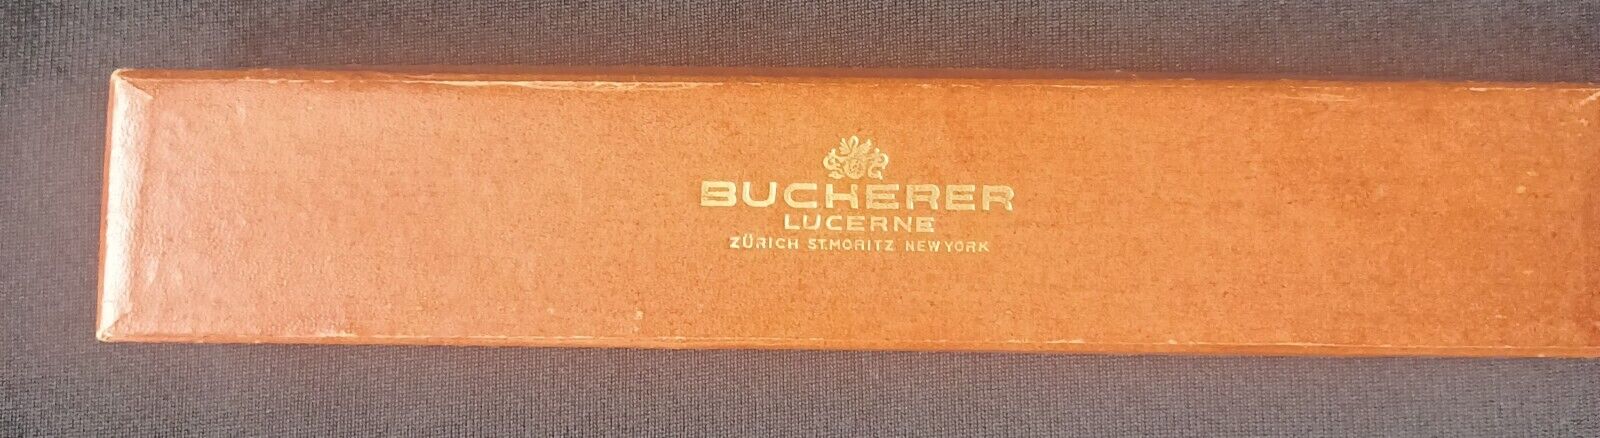 BUCHERER
LUCERNE
ZÜRICH ST.MORITZ NEW YORK